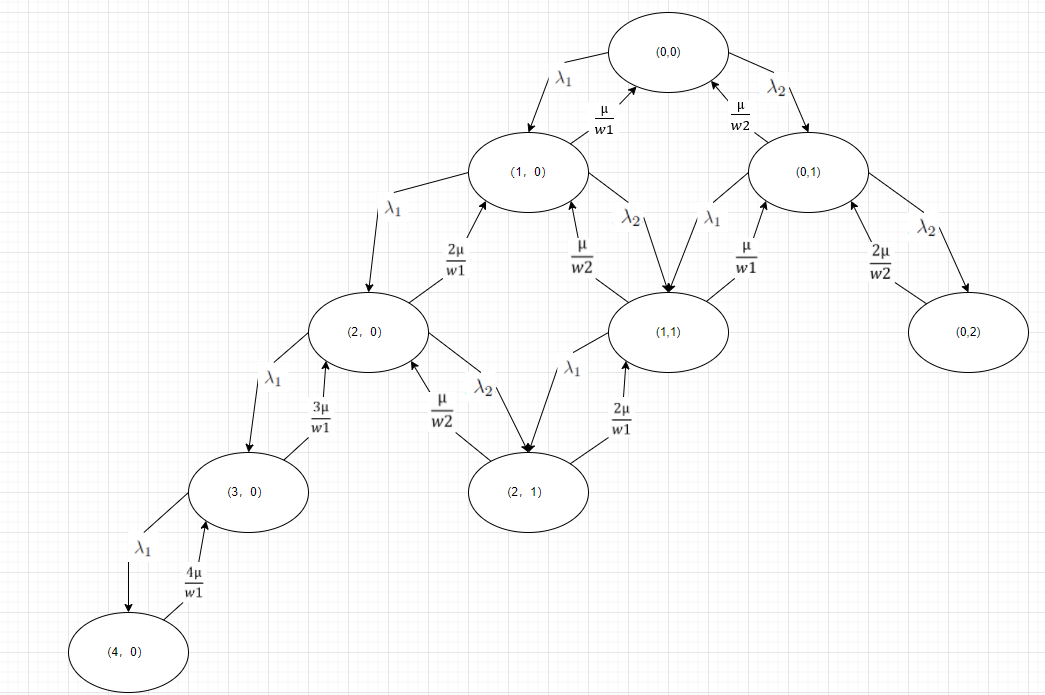 (0,0)
λ1
λ2
μ
w1
μ
w2
(1, 0)
(0,1)
λ1
λ2
λ1
λ2
2μ
w1
μ
w2
μ
w1
2μ
w2
(2, 0)
(1,1)
(0,2)
λ1
λ2
λ1
3μ
w1
μ
w2
2μ
w1
(3, 0)
(2, 1)
λ1
4μ
w1
(4, 0)